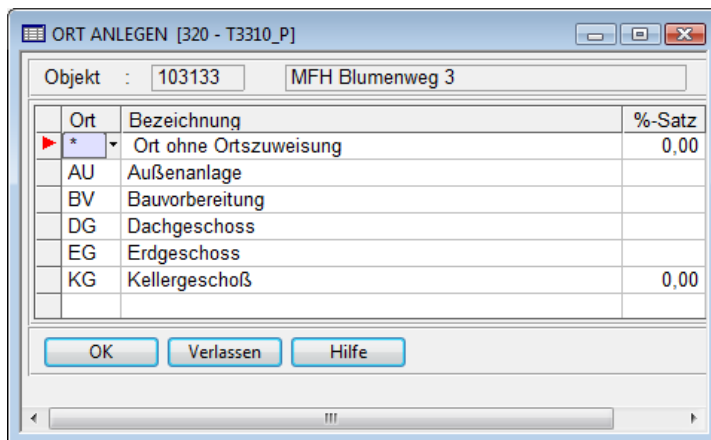 ORT ANLEGEN [320 - T3310_P]
Objekt : 103133 MFH Blumenweg 3
Ort Bezeichnung %-Satz
* Ort ohne Ortszuweisung 0,00
AU Außenanlage
BV Bauvorbereitung
DG Dachgeschoss
EG Erdgeschoss
KG Kellergeschoß 0,00
OK Verlassen Hilfe